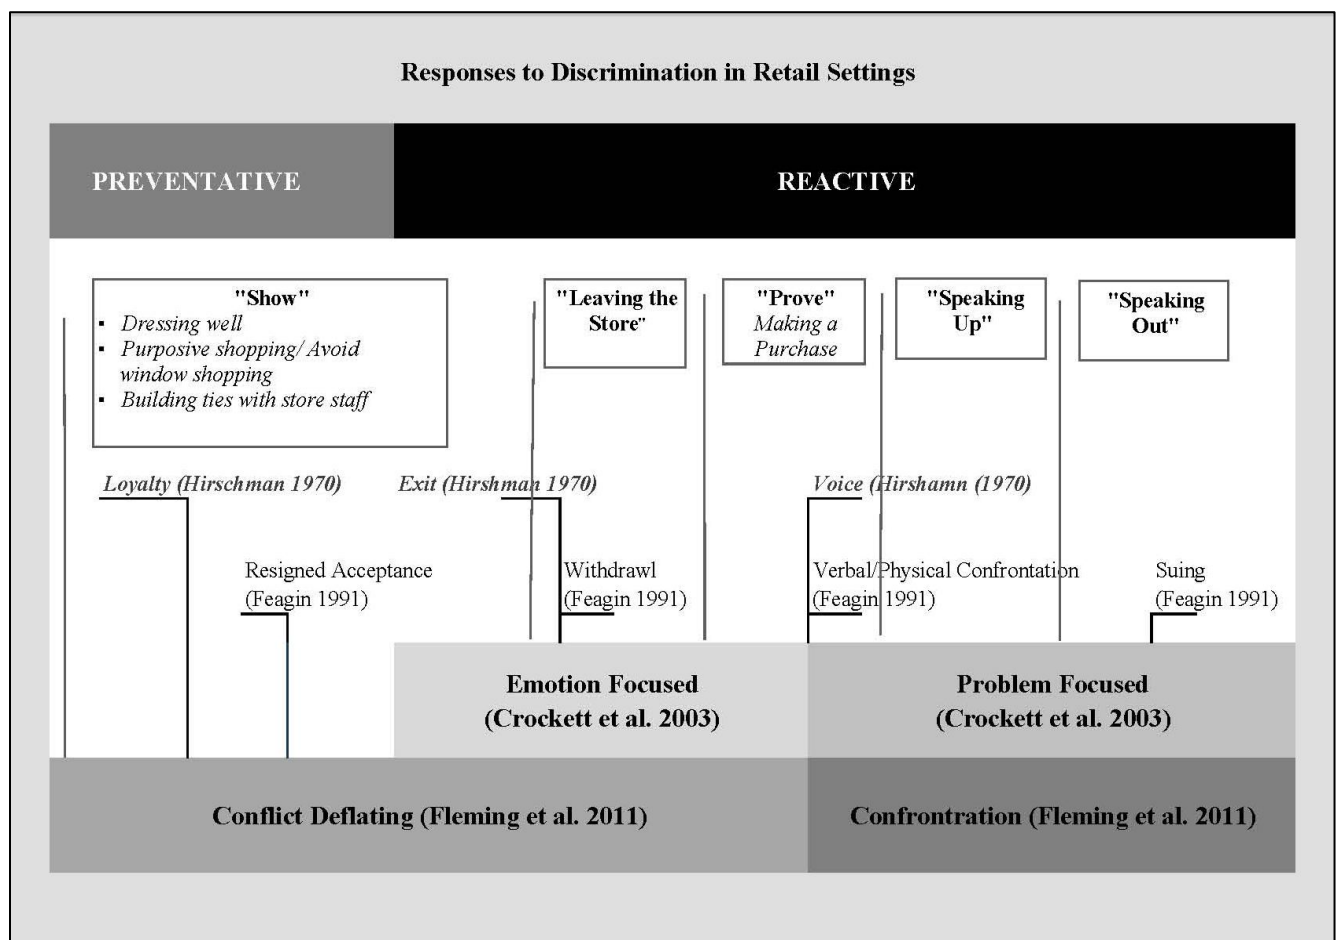 Responses to Discrimination in Retail Settings
PREVENTATIVE
REACTIVE
"Show"
▪ Dressing well
▪ Purposive shopping/ Avoid
window shopping
▪ Building ties with store staff
"Leaving the
Store"
"Prove"
Making a
Purchase
"Speaking
Up"
"Speaking
Out"
Loyalty (Hirschman 1970)
Exit (Hirshman 1970)
Voice (Hirshamn (1970)
Resigned Acceptance
(Feagin 1991)
Withdrawl
(Feagin 1991)
Verbal/Physical Confrontation
(Feagin 1991)
Suing
(Feagin 1991)
Emotion Focused
(Crockett et al. 2003)
Problem Focused
(Crockett et al. 2003)
Conflict Deflating (Fleming et al. 2011)
Confrontration (Fleming et al. 2011)